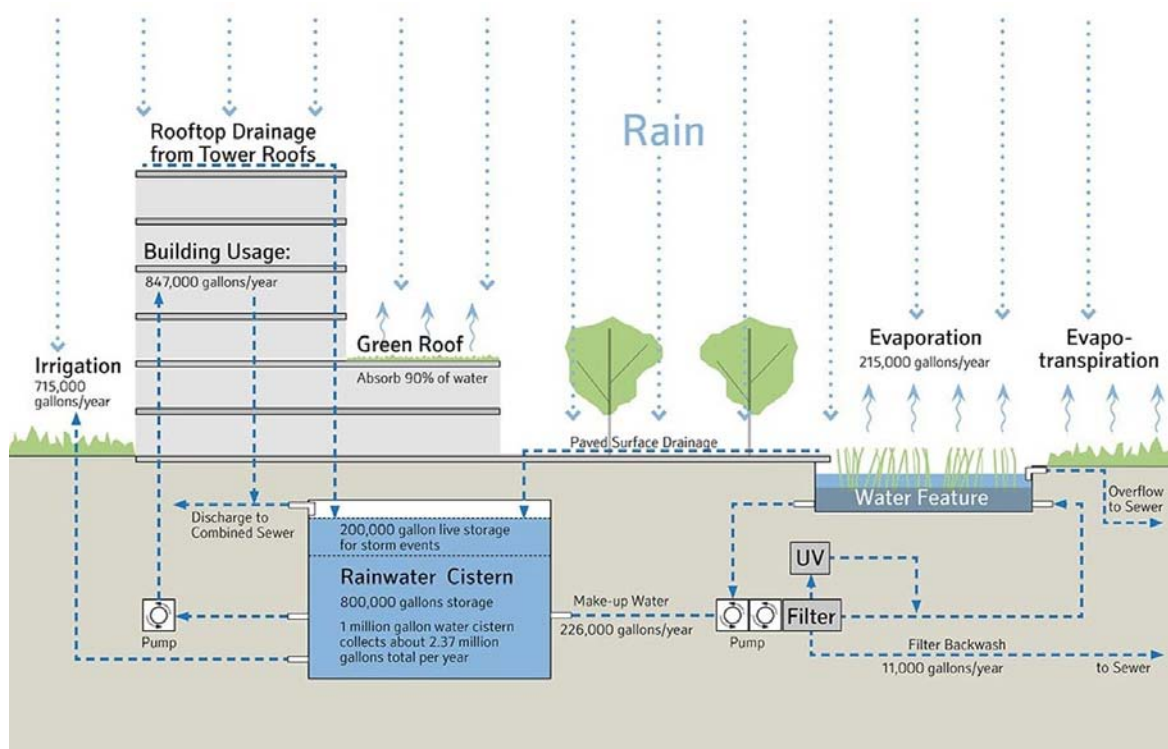 Rain
Rooftop Drainage
from Tower Roofs
Building Usage:
847,000 gallons/year
Green Roof
Absorb 90% of water
Irrigation
715,000
gallons/year
Evaporation
215,000 gallons/year
Evapo-
transpiration
Paved Surface Drainage
Water Feature
Overflow
to Sewer
Discharge to
Combined Sewer
200,000 gallon live storage
for storm events
Rainwater Cistern
800,000 gallons storage
1 million gallon water cistern
collects about 2.37 million
gallons total per year
Pump
Make-up Water
226,000 gallons/year
UV
Filter
Pump
Filter Backwash
11,000 gallons/year
to Sewer